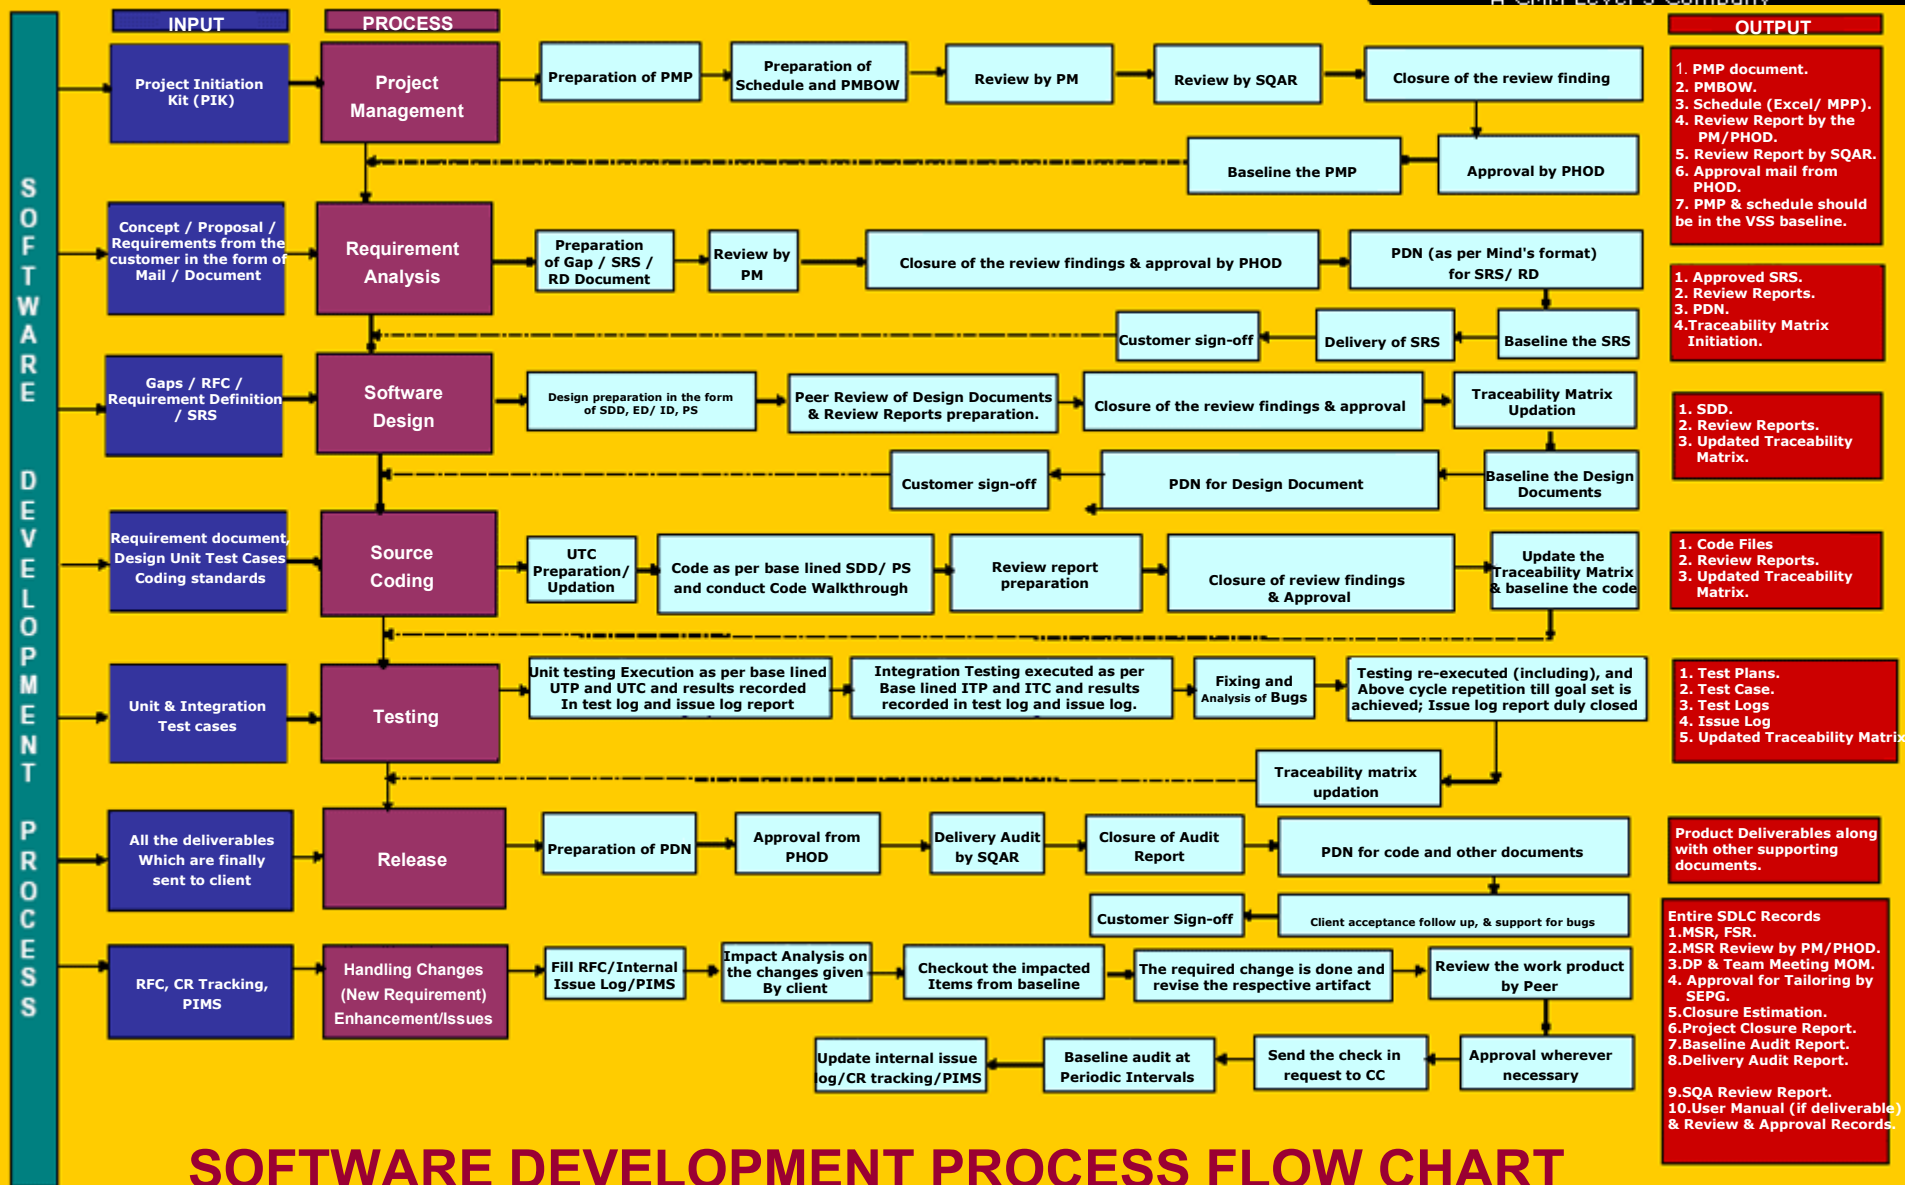 A CMM Level 5 Company
INPUT
PROCESS
OUTPUT
SOFTWARE DEVELOPMENT PROCESS
Project Initiation
Kit (PIK)
Project
Management
Preparation of PMP
Preparation of
Schedule and PMBOW
Review by PM
Review by SQAR
Closure of the review finding
Approval by PHOD
Baseline the PMP
1. PMP document.
2. PMBOW.
3. Schedule (Excel/ MPP).
4. Review Report by the
PM/PHOD.
5. Review Report by SQAR.
6. Approval mail from
PHOD.
7. PMP & schedule should
be in the VSS baseline.
Concept / Proposal /
Requirements from the
customer in the form of
Mail / Document
Requirement
Analysis
Preparation
of Gap / SRS /
RD Document
Review by
PM
Closure of the review findings & approval by PHOD
PDN (as per Mind's format)
for SRS/ RD
Baseline the SRS
Delivery of SRS
Customer sign-off
1. Approved SRS.
2. Review Reports.
3. PDN.
4.Traceability Matrix
Initiation.
Gaps / RFC /
Requirement Definition
/ SRS
Software
Design
Design preparation in the form
of SDD, ED/ ID, PS
Peer Review of Design Documents
& Review Reports preparation.
Closure of the review findings & approval
Traceability Matrix
Updation
Baseline the Design
Documents
PDN for Design Document
Customer sign-off
1. SDD.
2. Review Reports.
3. Updated Traceability
Matrix.
Requirement document,
Design Unit Test Cases
Coding standards
Source
Coding
UTC
Preparation/
Updation
Code as per base lined SDD/ PS
and conduct Code Walkthrough
Review report
preparation
Closure of review findings
& Approval
Update the
Traceability Matrix
& baseline the code
1. Code Files
2. Review Reports.
3. Updated Traceability
Matrix.
Unit & Integration
Test cases
Testing
Unit testing Execution as per base lined
UTP and UTC and results recorded
In test log and issue log report
Integration Testing executed as per
Base lined ITP and ITC and results
recorded in test log and issue log.
Fixing and
Analysis of Bugs
Testing re-executed (including), and
Above cycle repetition till goal set is
achieved; Issue log report duly closed
Traceability matrix
updation
1. Test Plans.
2. Test Case.
3. Test Logs
4. Issue Log
5. Updated Traceability Matrix
All the deliverables
Which are finally
sent to client
Release
Preparation of PDN
Approval from
PHOD
Delivery Audit
by SQAR
Closure of Audit
Report
PDN for code and other documents
Client acceptance follow up, & support for bugs
Customer Sign-off
Product Deliverables along
with other supporting
documents.
RFC, CR Tracking,
PIMS
Handling Changes
(New Requirement)
Enhancement/Issues
Fill RFC/Internal
Issue Log/PIMS
Impact Analysis on
the changes given
By client
Checkout the impacted
Items from baseline
The required change is done and
revise the respective artifact
Review the work product
by Peer
Approval wherever
necessary
Send the check in
request to CC
Baseline audit at
Periodic Intervals
Update internal issue
log/CR tracking/PIMS
Entire SDLC Records
1.MSR, FSR.
2.MSR Review by PM/PHOD.
3.DP & Team Meeting MOM.
4. Approval for Tailoring by
SEPG.
5.Closure Estimation.
6.Project Closure Report.
7.Baseline Audit Report.
8.Delivery Audit Report.
9.SQA Review Report.
10.User Manual (if deliverable)
& Review & Approval Records.
SOFTWARE DEVELOPMENT PROCESS FLOW CHART